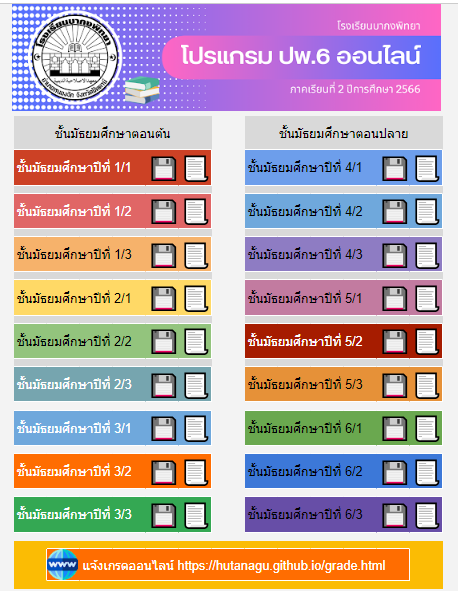 โรงเรียนบากงพิทยา
โรงเรียนบากงพิทยา
โปรแกรม ปพ.6 ออนไลน์
ภาคเรียนที่ 2 ปีการศึกษา 2566
ชั้นมัธยมศึกษาตอนต้น
ชั้นมัธยมศึกษาปีที่ 1/1
ชั้นมัธยมศึกษาปีที่ 1/2
ชั้นมัธยมศึกษาปีที่ 1/3
ชั้นมัธยมศึกษาปีที่ 2/1
ชั้นมัธยมศึกษาปีที่ 2/2
ชั้นมัธยมศึกษาปีที่ 2/3
ชั้นมัธยมศึกษาปีที่ 3/1
ชั้นมัธยมศึกษาปีที่ 3/2
ชั้นมัธยมศึกษาปีที่ 3/3
ชั้นมัธยมศึกษาตอนปลาย
ชั้นมัธยมศึกษาปีที่ 4/1
ชั้นมัธยมศึกษาปีที่ 4/2
ชั้นมัธยมศึกษาปีที่ 4/3
ชั้นมัธยมศึกษาปีที่ 5/1
ชั้นมัธยมศึกษาปีที่ 5/2
ชั้นมัธยมศึกษาปีที่ 5/3
ชั้นมัธยมศึกษาปีที่ 6/1
ชั้นมัธยมศึกษาปีที่ 6/2
ชั้นมัธยมศึกษาปีที่ 6/3
www
แจ้งเกรดออนไลน์ https://hutanagu.github.io/grade.html